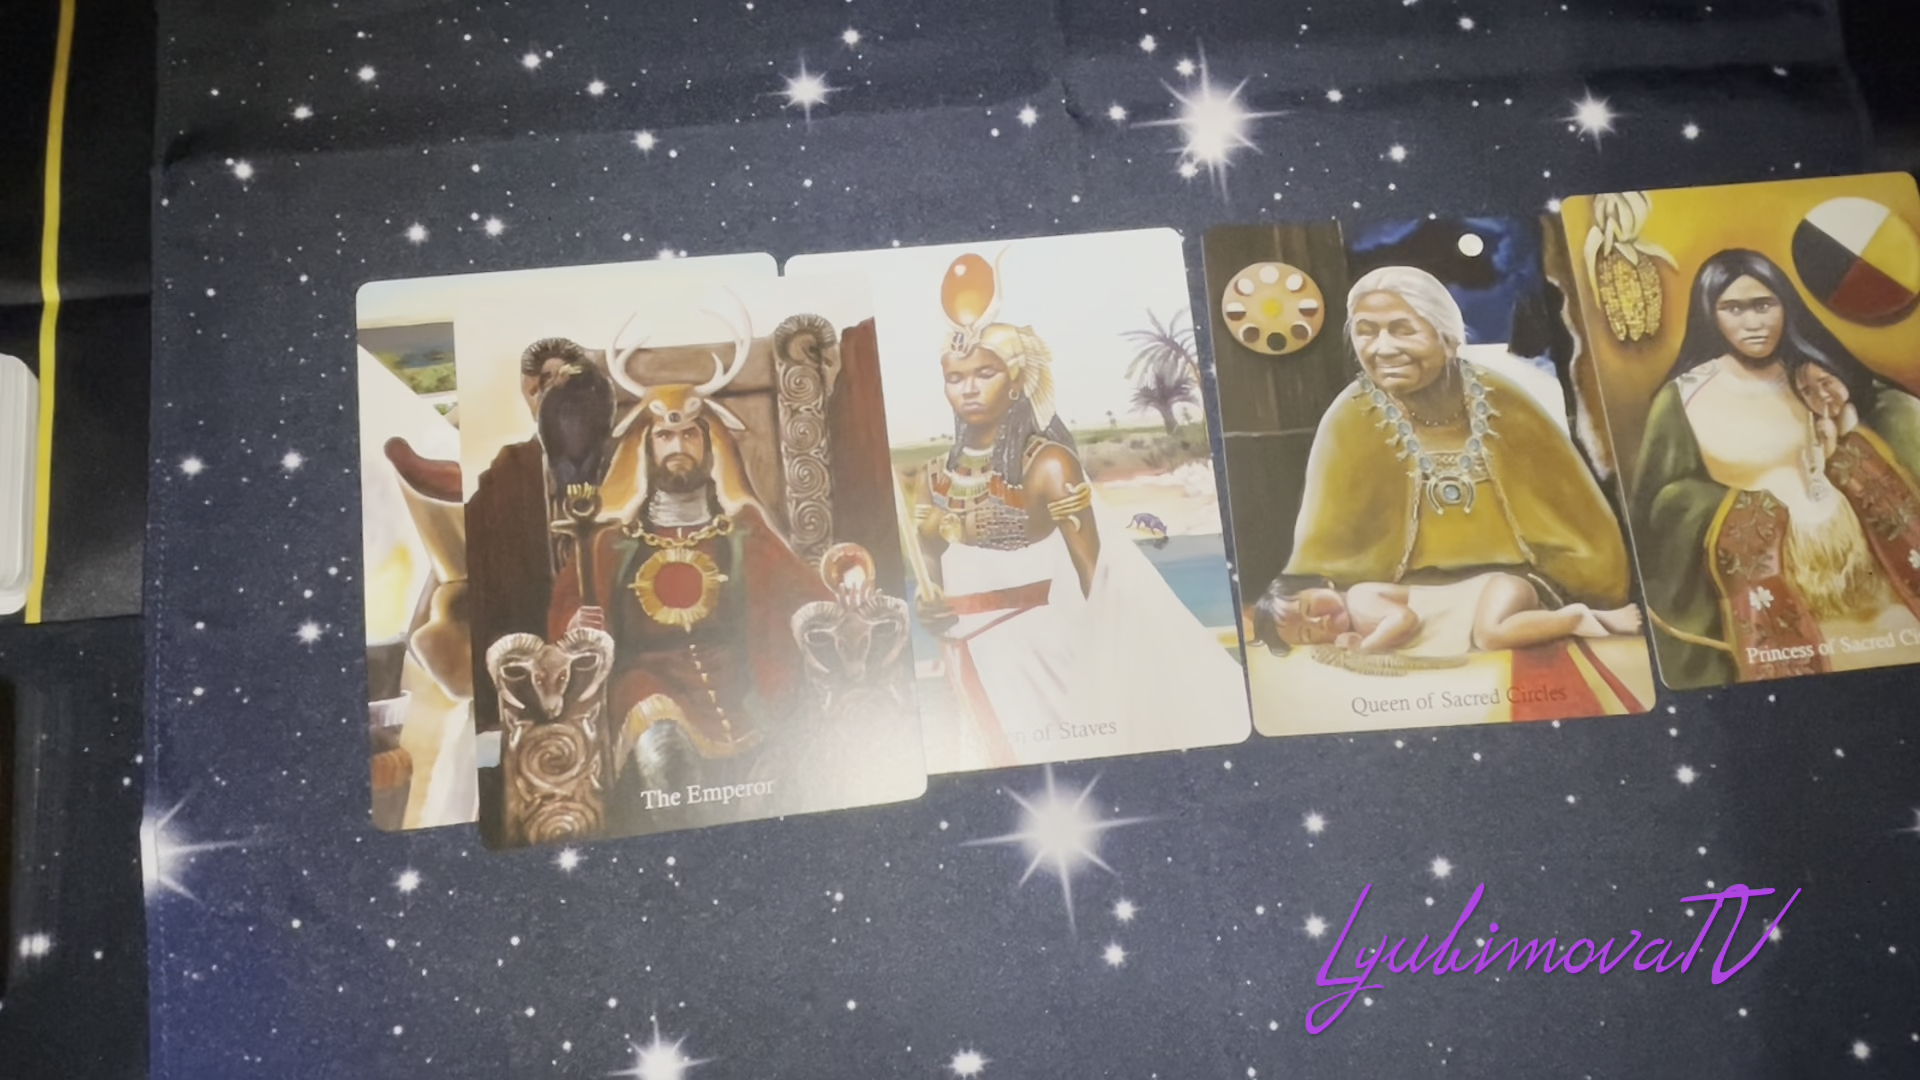 The Emperor
n of Staves
Queen of Sacred Circles
Princess of Sacred Ci
LyubimovaTV